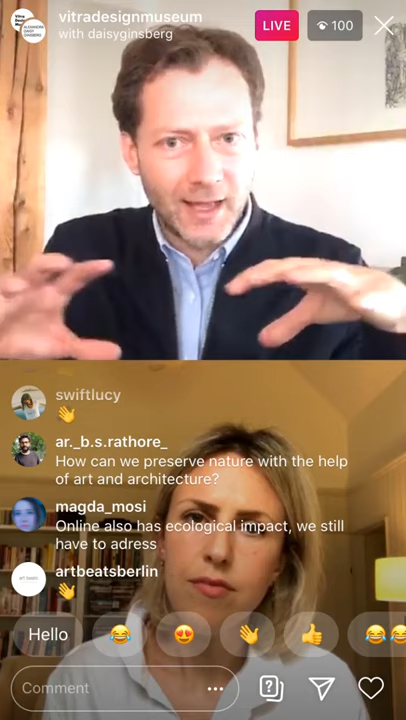 vitradesignmuseum
with daisyginsberg
LIVE
100
swiftlucy
ar._b.s.rathore_
How can we preserve nature with the help
of art and architecture?
magda_mosi
Online also has ecological impact, we still
have to adress
artbeatsberlin
Hello
Comment